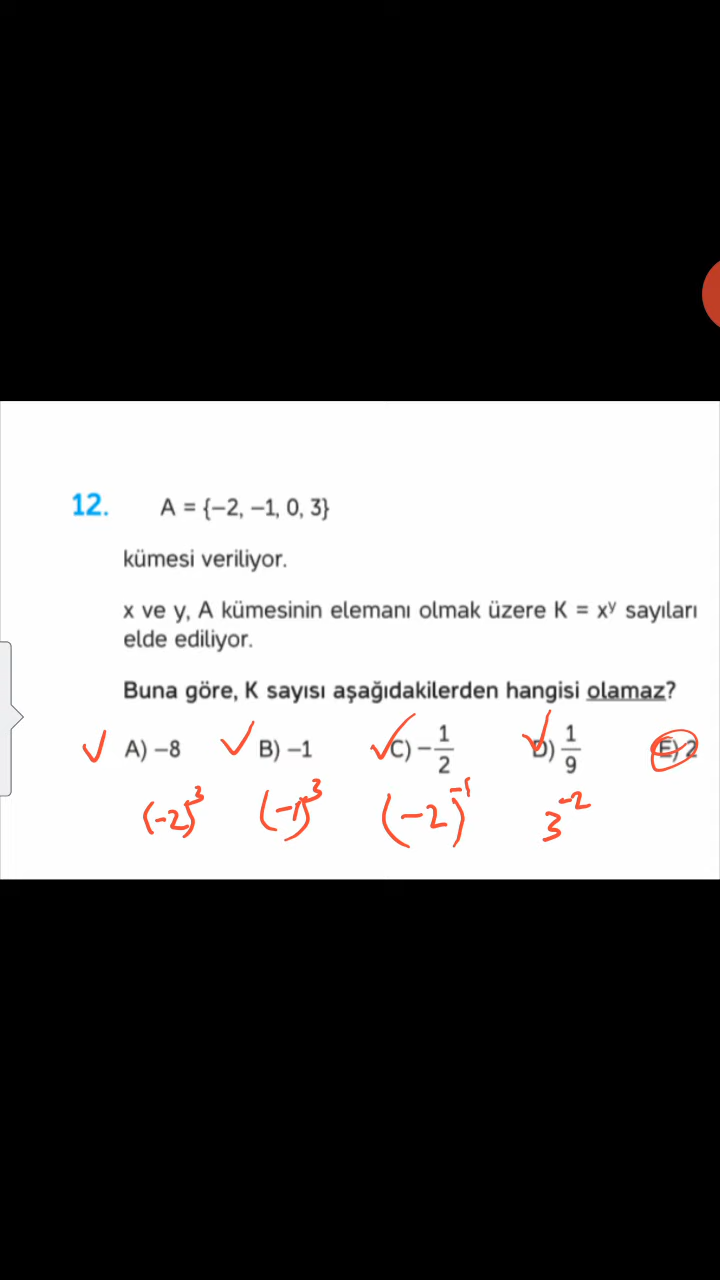 12. A = {−2, −1, 0, 3}
kümesi veriliyor.
x ve y, A kümesinin elemanı olmak üzere K = xʸ sayıları
elde ediliyor.
Buna göre, K sayısı aşağıdakilerden hangisi olamaz?
A) −8 B) −1 C) −1/2 D) 1/9 E) 2
(-2)³ (-1)³ (-2)⁻¹ 3⁻²